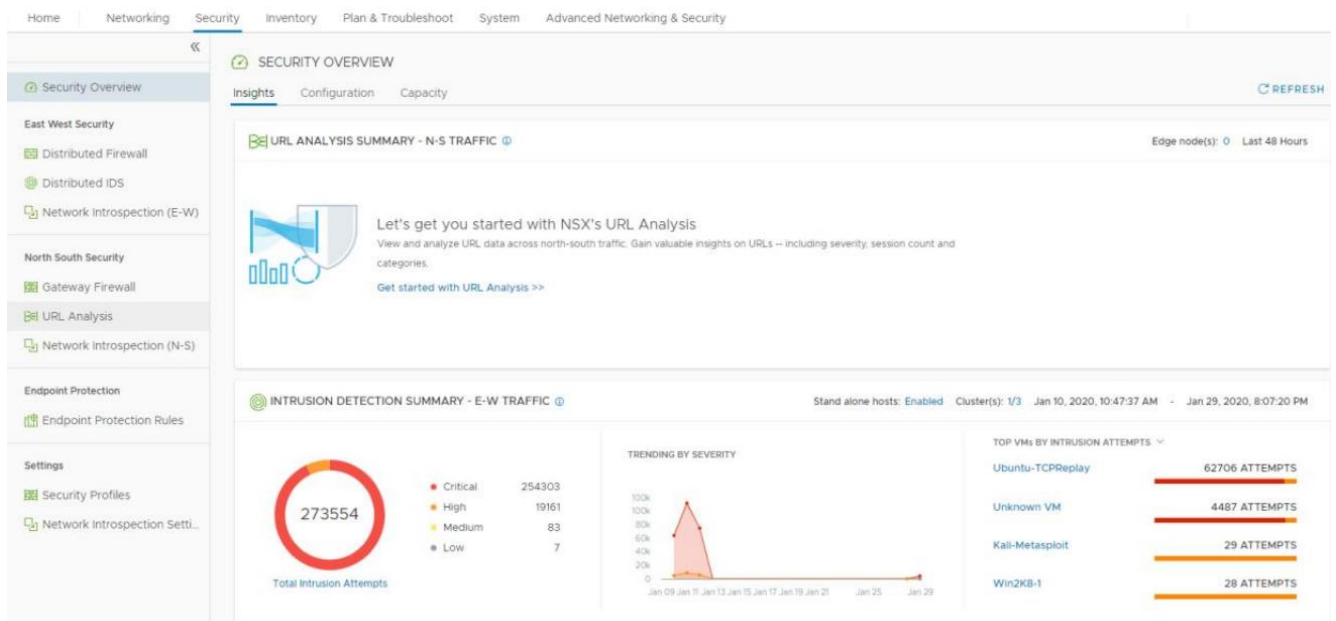 Home Networking Security Inventory Plan & Troubleshoot System Advanced Networking & Security
Security Overview
East West Security
Distributed Firewall
Distributed IDS
Network Introspection (E-W)
North South Security
Gateway Firewall
URL Analysis
Network Introspection (N-S)
Endpoint Protection
Endpoint Protection Rules
Settings
Security Profiles
Network Introspection Setti...
SECURITY OVERVIEW
Insights Configuration Capacity
REFRESH
URL ANALYSIS SUMMARY - N-S TRAFFIC
Edge node(s): 0 Last 48 Hours
Let's get you started with NSX's URL Analysis
View and analyze URL data across north-south traffic. Gain valuable insights on URLs -- including severity, session count and
categories.
Get started with URL Analysis >>
INTRUSION DETECTION SUMMARY - E-W TRAFFIC
Stand alone hosts: Enabled Cluster(s): 1/3 Jan 10, 2020, 10:47:37 AM - Jan 29, 2020, 8:07:20 PM
273554
Total Intrusion Attempts
Critical 254303
High 19161
Medium 83
Low 7
TRENDING BY SEVERITY
100k
100k
80k
60k
40k
20k
0
Jan 09 Jan 11 Jan 13 Jan 15 Jan 17 Jan 19 Jan 21 Jan 25 Jan 29
TOP VMs BY INTRUSION ATTEMPTS
Ubuntu-TCPReplay 62706 ATTEMPTS
Unknown VM 4487 ATTEMPTS
Kali-Metasploit 29 ATTEMPTS
Win2K8-1 28 ATTEMPTS